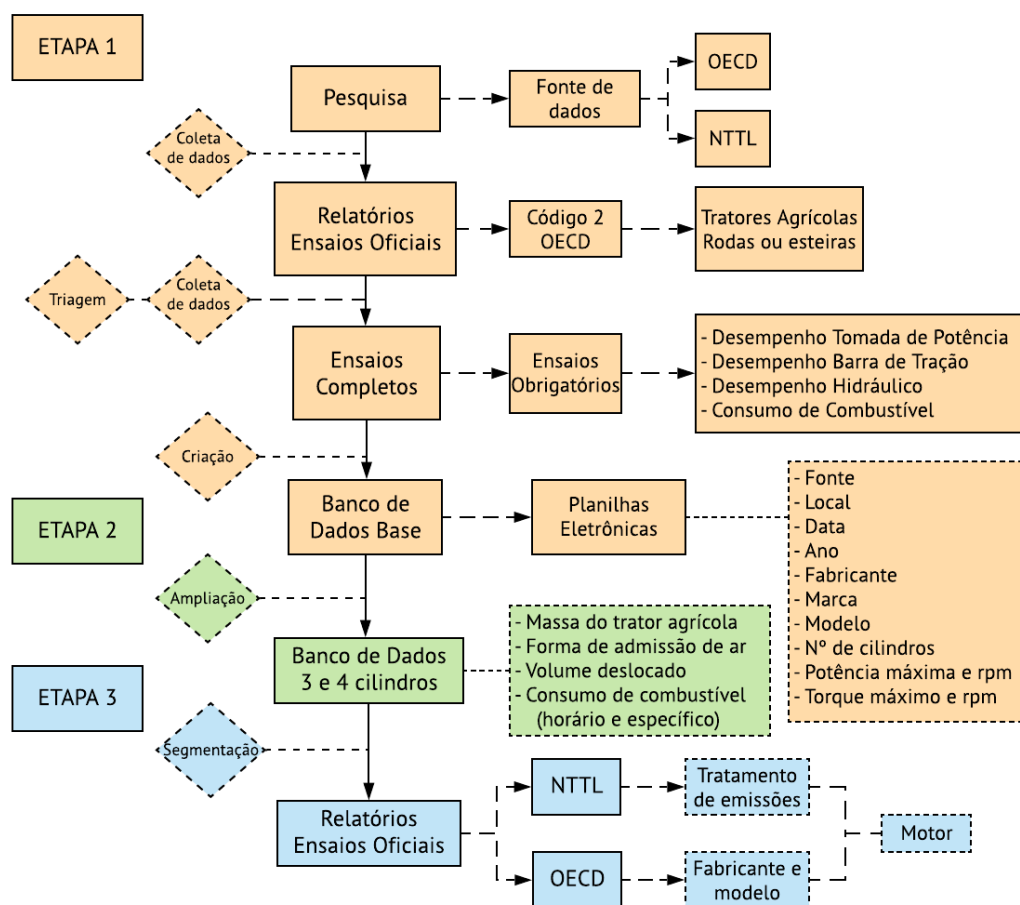 ETAPA 1
Pesquisa
Fonte de
dados
OECD
NTTL
Coleta
de dados
Relatórios
Ensaios Oficiais
Código 2
OECD
Tratores Agrícolas
Rodas ou esteiras
Triagem
Coleta
de dados
Ensaios
Completos
Ensaios
Obrigatórios
- Desempenho Tomada de Potência
- Desempenho Barra de Tração
- Desempenho Hidráulico
- Consumo de Combustível
Criação
Banco de
Dados Base
Planilhas
Eletrônicas
- Fonte
- Local
- Data
- Ano
- Fabricante
- Marca
- Modelo
- Nº de cilindros
- Potência máxima e rpm
- Torque máximo e rpm
ETAPA 2
Ampliação
Banco de Dados
3 e 4 cilindros
- Massa do trator agrícola
- Forma de admissão de ar
- Volume deslocado
- Consumo de combustível
(horário e específico)
ETAPA 3
Segmentação
Relatórios
Ensaios Oficiais
NTTL
Tratamento
de emissões
OECD
Fabricante e
modelo
Motor